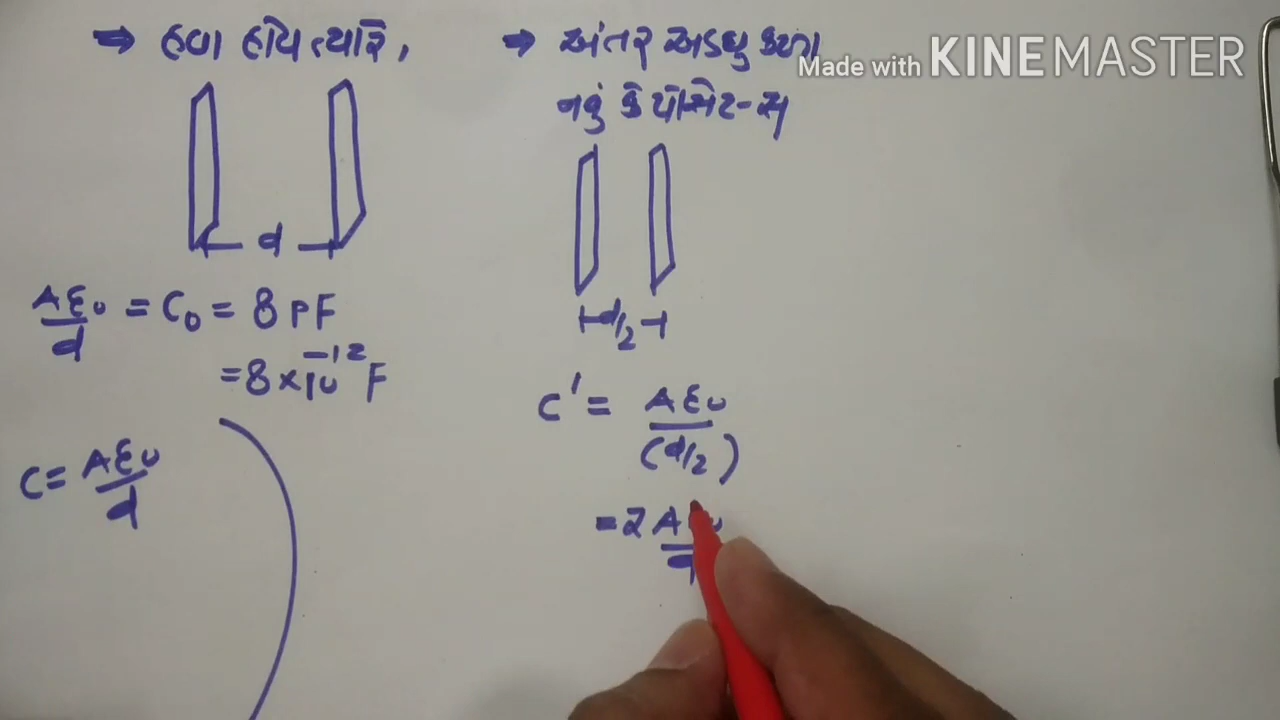 ⇒ હવા હોય ત્યારે,
d
Aε₀/d = C₀ = 8 PF
= 8 × 10⁻¹² F
C = Aε₀/d
⇒ અંતર અડધુ કરતા
નવું કેપેસિટન્સ
d/2
C' = Aε₀/(d/2)
= 2Aε₀/d
Made with KINEMASTER